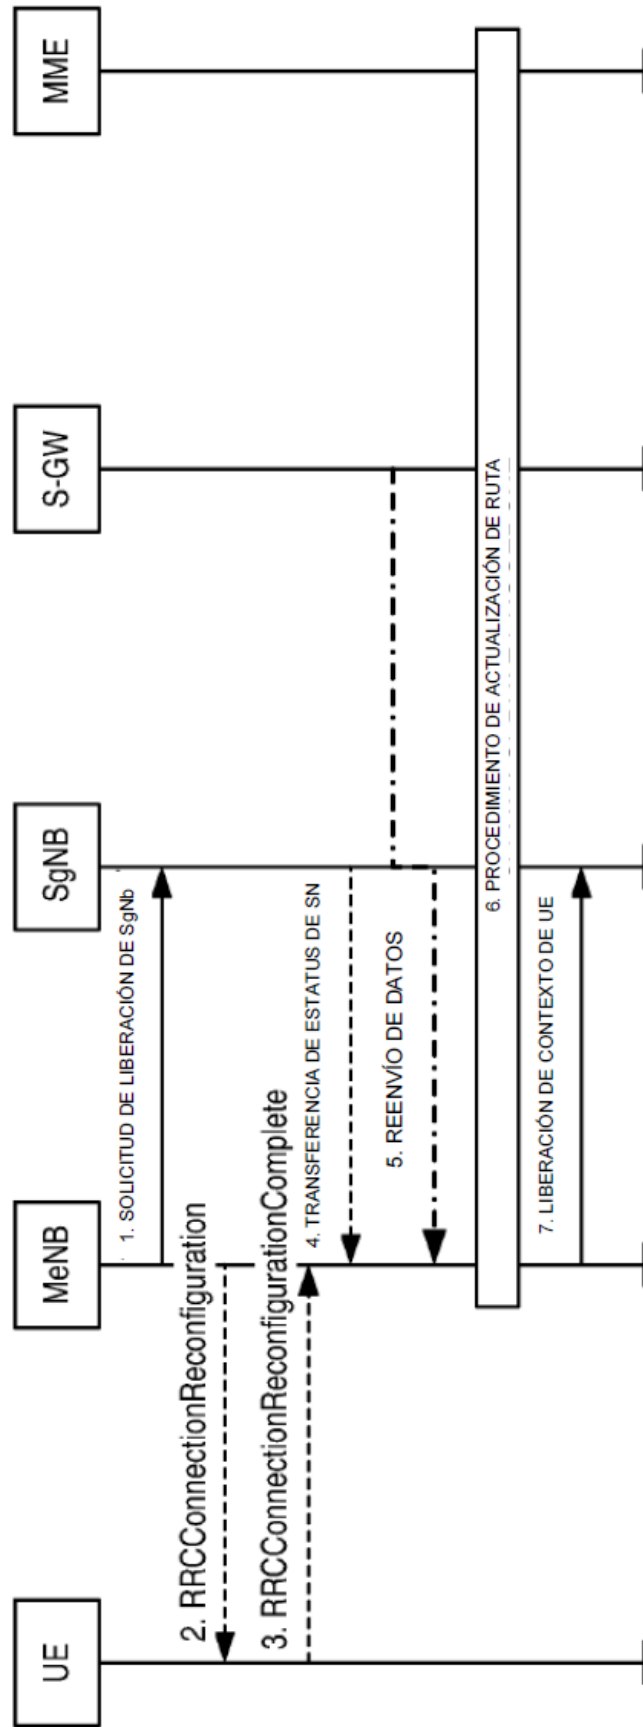 UE
MeNB
SgNB
S-GW
MME
1. SOLICITUD DE LIBERACIÓN DE SgNb
2. RRCConnectionReconfiguration
3. RRCConnectionReconfigurationComplete
4. TRANSFERENCIA DE ESTATUS DE SN
5. REENVÍO DE DATOS
6. PROCEDIMIENTO DE ACTUALIZACIÓN DE RUTA
7. LIBERACIÓN DE CONTEXTO DE UE